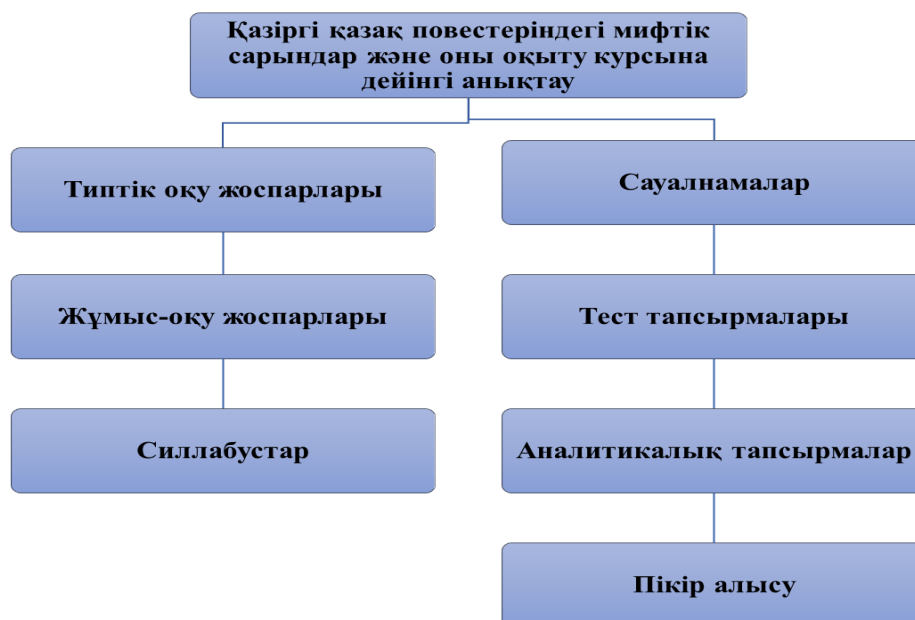 Қазіргі қазақ повестеріндегі мифтік
сарындар және оны оқыту курсына
дейінгі анықтау
Типтік оқу жоспарлары
Жұмыс-оқу жоспарлары
Силлабустар
Сауалнамалар
Тест тапсырмалары
Аналитикалық тапсырмалар
Пікір алысу